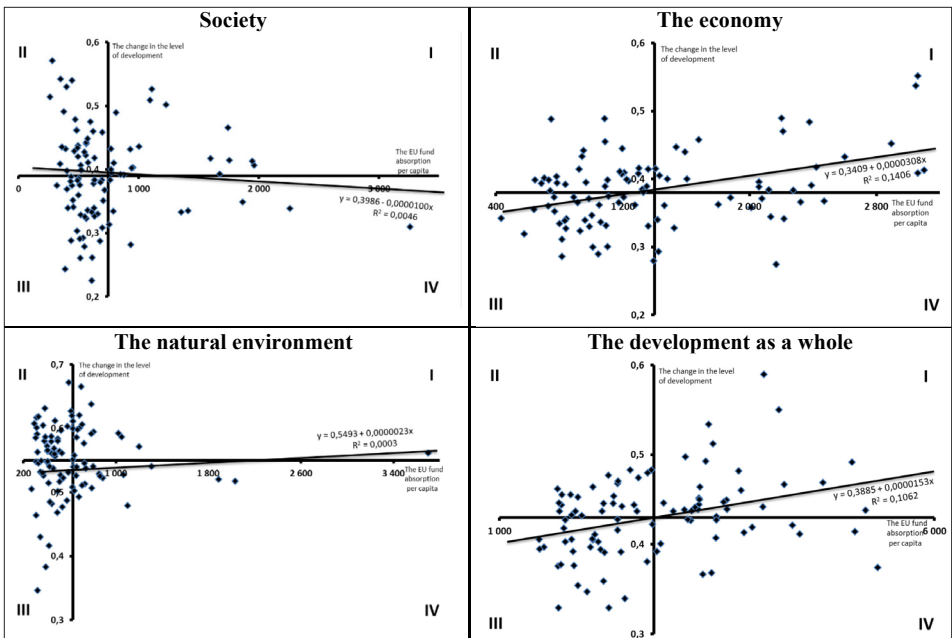 Society
II
0,6
The change in the level
of development
I
0,5
The EU fund
absorption
per capita
0,4
0
1 000
2 000
3 000
y = 0,3986 - 0,0000100x
R² = 0,0046
0,3
III
0,2
IV
The economy
II
0,6
The change in the level
of development
I
0,5
0,4
y = 0,3409 + 0,0000308x
R² = 0,1406
400
1 200
2 000
2 800
The EU fund
absorption
per capita
0,3
III
0,2
IV
The natural environment
II
0,7
The change in the level
of development
I
0,6
y = 0,5493 + 0,0000023x
R² = 0,0003
200
1 000
1 800
2 600
3 400
The EU fund
absorption
per capita
0,5
0,4
III
0,3
IV
The development as a whole
II
0,6
The change in the level
of development
I
0,5
y = 0,3885 + 0,0000153x
R² = 0,1062
1 000
6 000
The EU fund
absorption
per capita
0,4
III
0,3
IV